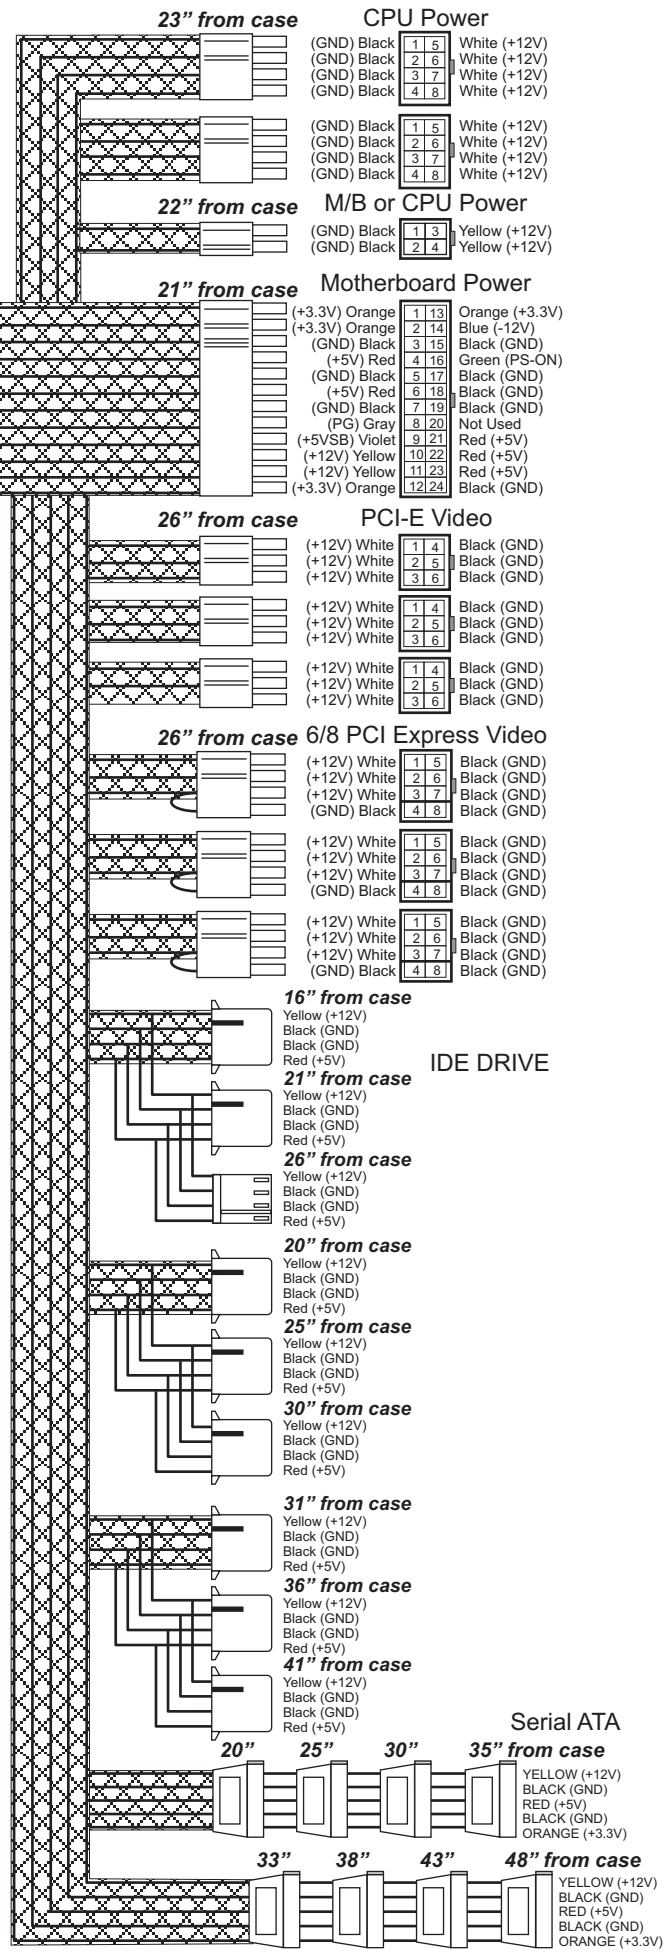 23” from case CPU Power
(GND) Black 1 5 White (+12V)
(GND) Black 2 6 White (+12V)
(GND) Black 3 7 White (+12V)
(GND) Black 4 8 White (+12V)
(GND) Black 1 5 White (+12V)
(GND) Black 2 6 White (+12V)
(GND) Black 3 7 White (+12V)
(GND) Black 4 8 White (+12V)
22” from case M/B or CPU Power
(GND) Black 1 3 Yellow (+12V)
(GND) Black 2 4 Yellow (+12V)
21” from case Motherboard Power
(+3.3V) Orange 1 13 Orange (+3.3V)
(+3.3V) Orange 2 14 Blue (-12V)
(GND) Black 3 15 Black (GND)
(+5V) Red 4 16 Green (PS-ON)
(GND) Black 5 17 Black (GND)
(+5V) Red 6 18 Black (GND)
(GND) Black 7 19 Black (GND)
(PG) Gray 8 20 Not Used
(+5VSB) Violet 9 21 Red (+5V)
(+12V) Yellow 10 22 Red (+5V)
(+12V) Yellow 11 23 Red (+5V)
(+3.3V) Orange 12 24 Black (GND)
26” from case PCI-E Video
(+12V) White 1 4 Black (GND)
(+12V) White 2 5 Black (GND)
(+12V) White 3 6 Black (GND)
(+12V) White 1 4 Black (GND)
(+12V) White 2 5 Black (GND)
(+12V) White 3 6 Black (GND)
(+12V) White 1 4 Black (GND)
(+12V) White 2 5 Black (GND)
(+12V) White 3 6 Black (GND)
26” from case 6/8 PCI Express Video
(+12V) White 1 5 Black (GND)
(+12V) White 2 6 Black (GND)
(+12V) White 3 7 Black (GND)
(GND) Black 4 8 Black (GND)
(+12V) White 1 5 Black (GND)
(+12V) White 2 6 Black (GND)
(+12V) White 3 7 Black (GND)
(GND) Black 4 8 Black (GND)
(+12V) White 1 5 Black (GND)
(+12V) White 2 6 Black (GND)
(+12V) White 3 7 Black (GND)
(GND) Black 4 8 Black (GND)
16” from case
Yellow (+12V)
Black (GND)
Black (GND)
Red (+5V)
IDE DRIVE
21” from case
Yellow (+12V)
Black (GND)
Black (GND)
Red (+5V)
26” from case
Yellow (+12V)
Black (GND)
Black (GND)
Red (+5V)
20” from case
Yellow (+12V)
Black (GND)
Black (GND)
Red (+5V)
25” from case
Yellow (+12V)
Black (GND)
Black (GND)
Red (+5V)
30” from case
Yellow (+12V)
Black (GND)
Black (GND)
Red (+5V)
31” from case
Yellow (+12V)
Black (GND)
Black (GND)
Red (+5V)
36” from case
Yellow (+12V)
Black (GND)
Black (GND)
Red (+5V)
41” from case
Yellow (+12V)
Black (GND)
Black (GND)
Red (+5V)
Serial ATA
20” 25” 30” 35” from case
YELLOW (+12V)
BLACK (GND)
RED (+5V)
BLACK (GND)
ORANGE (+3.3V)
33” 38” 43” 48” from case
YELLOW (+12V)
BLACK (GND)
RED (+5V)
BLACK (GND)
ORANGE (+3.3V)